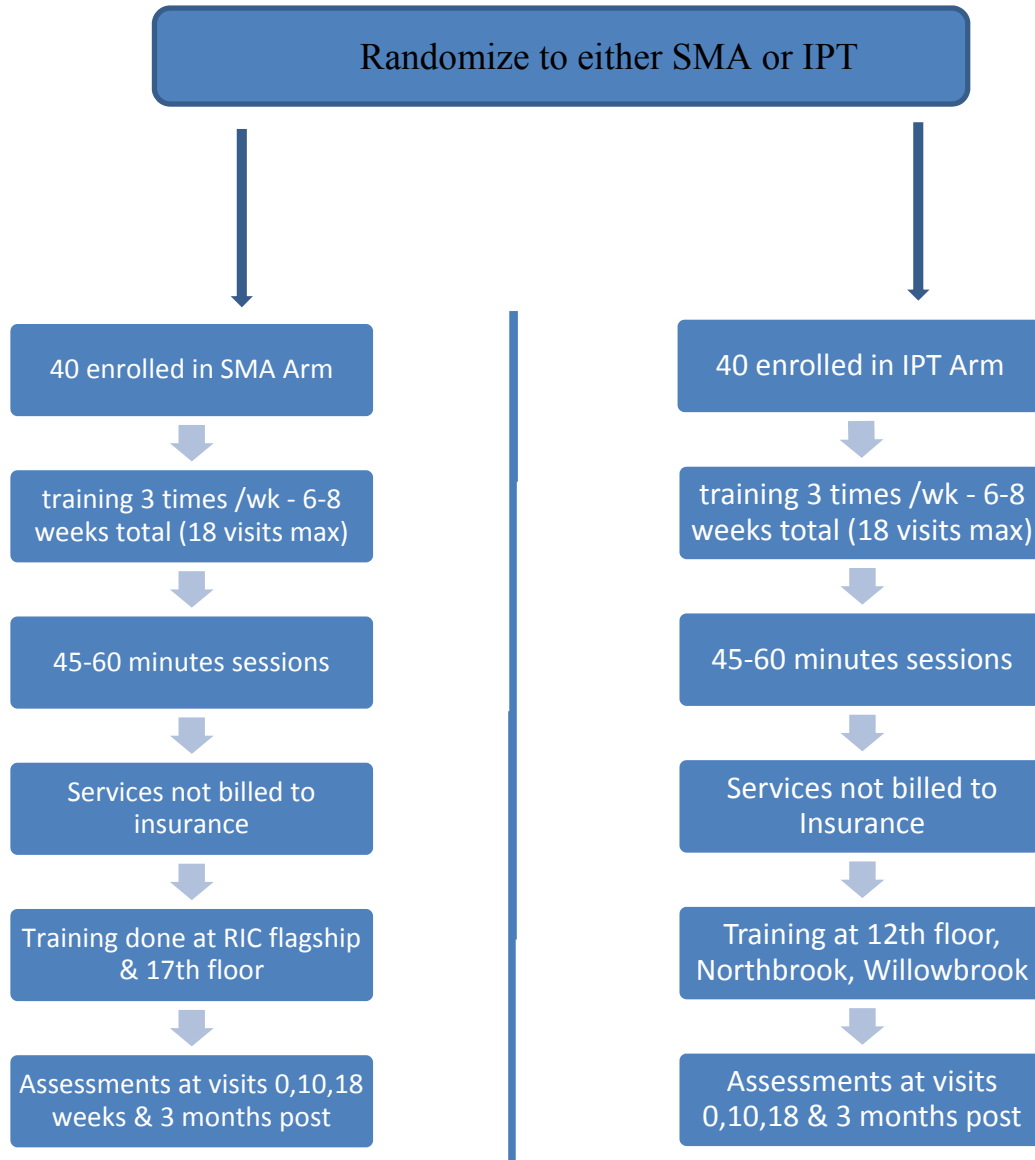 Randomize to either SMA or IPT
40 enrolled in SMA Arm
training 3 times /wk - 6-8
weeks total (18 visits max)
45-60 minutes sessions
Services not billed to
insurance
Training done at RIC flagship
& 17th floor
Assessments at visits 0,10,18
weeks & 3 months post
40 enrolled in IPT Arm
training 3 times /wk - 6-8
weeks total (18 visits max)
45-60 minutes sessions
Services not billed to
Insurance
Training at 12th floor,
Northbrook, Willowbrook
Assessments at visits
0,10,18 & 3 months post